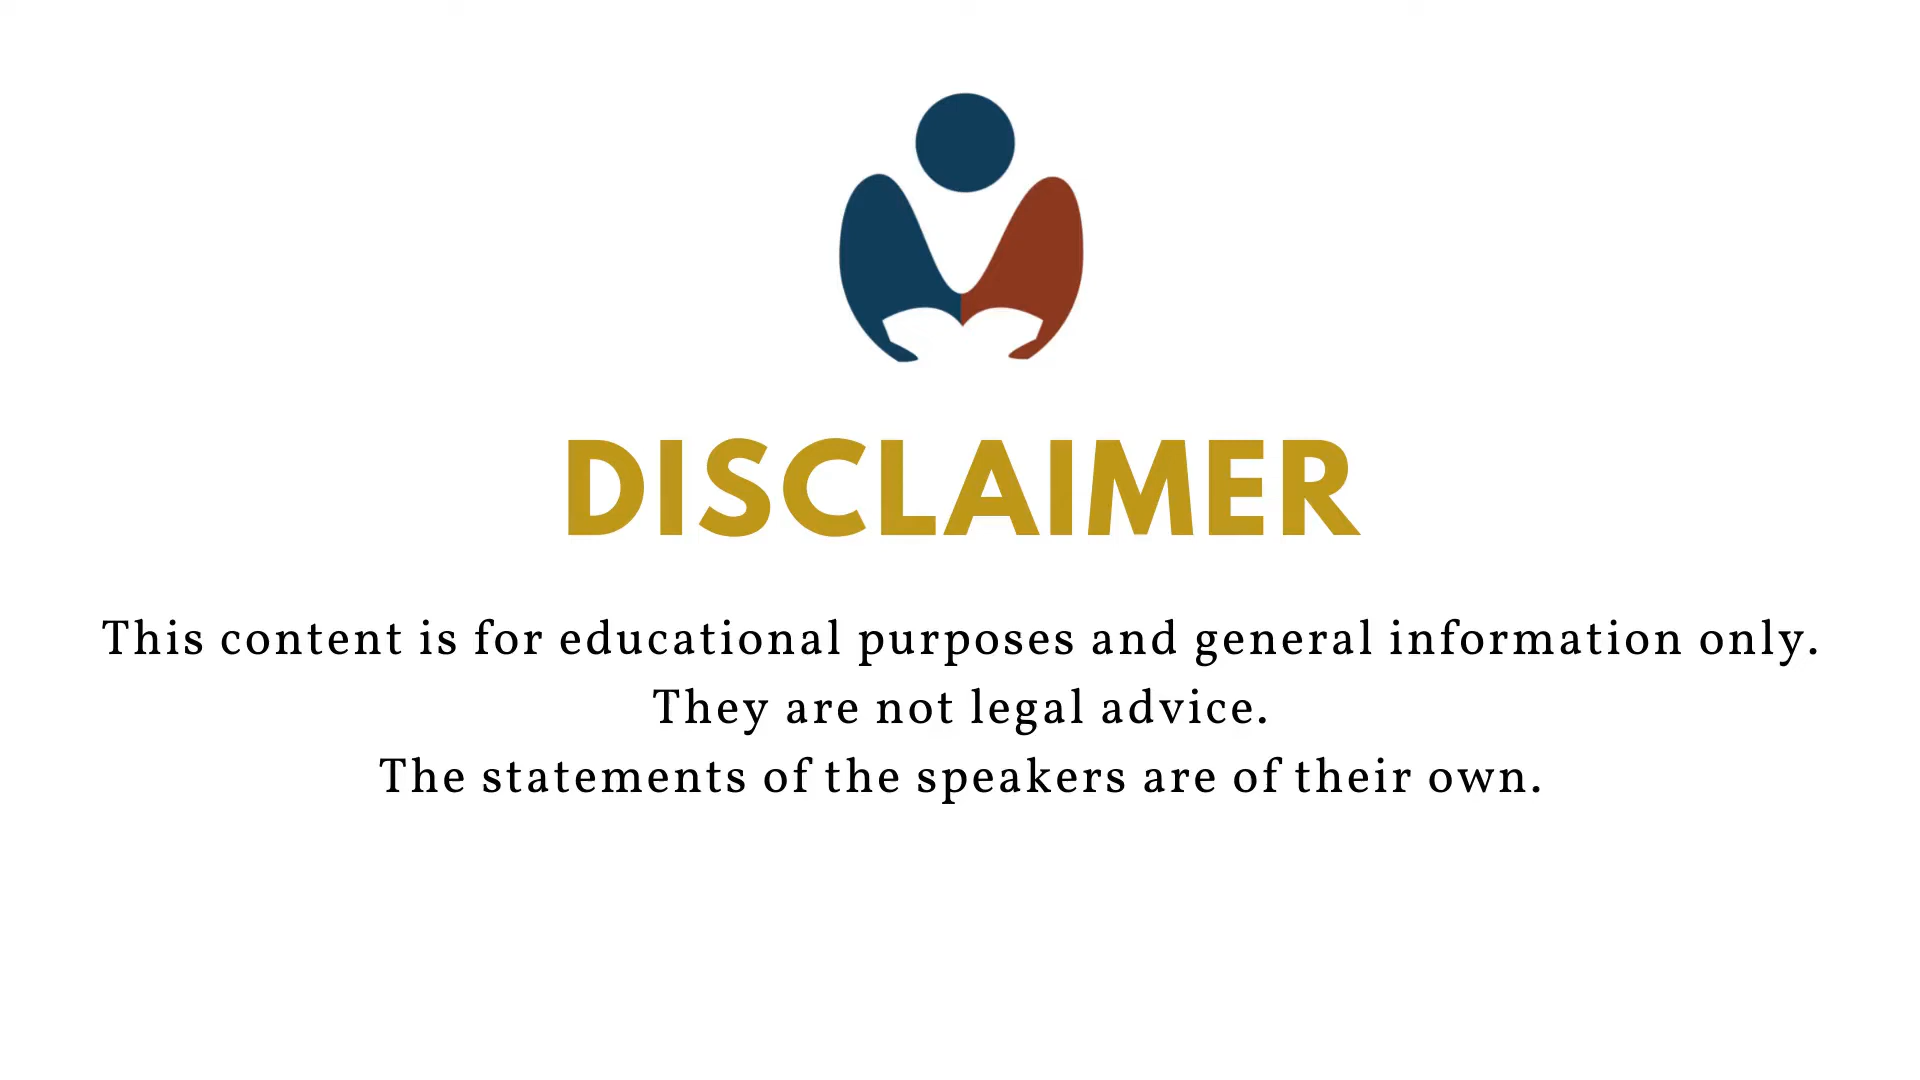 DISCLAIMER
This content is for educational purposes and general information only.
They are not legal advice.
The statements of the speakers are of their own.